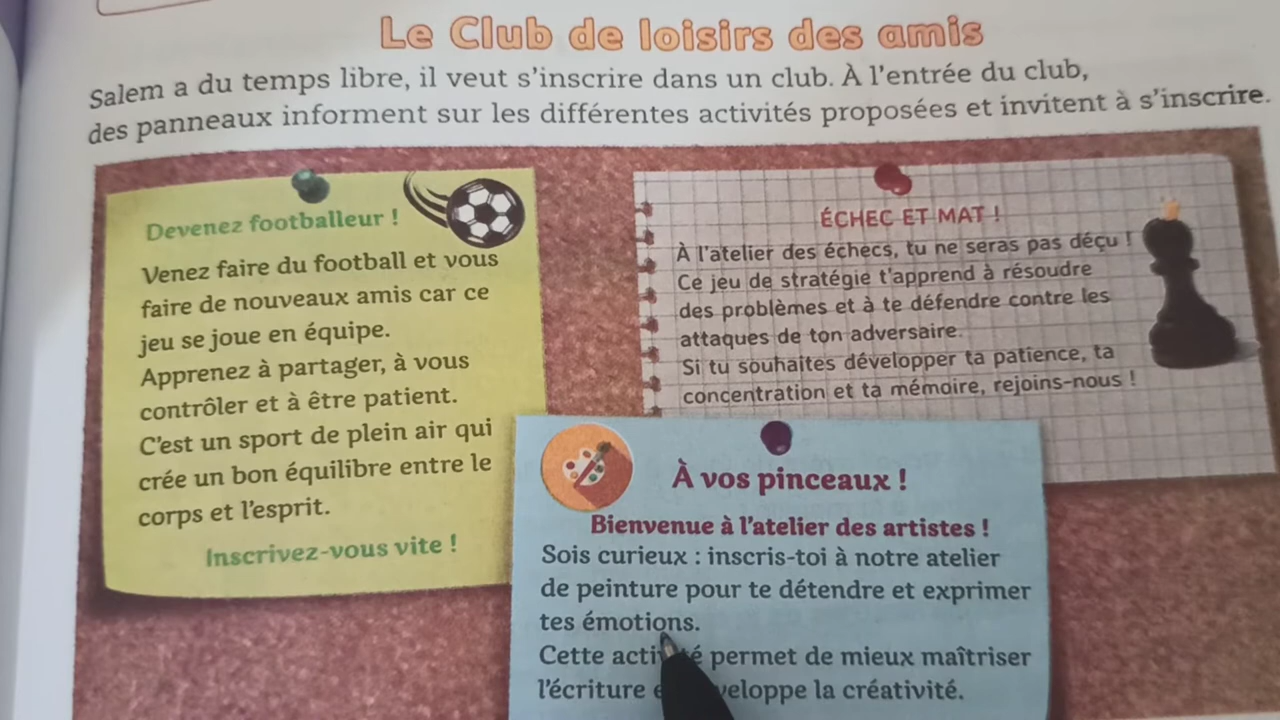 Le Club de loisirs des amis
Salem a du temps libre, il veut s'inscrire dans un club. À l'entrée du club,
des panneaux informent sur les différentes activités proposées et invitent à s'inscrire.
Devenez footballeur !
Venez faire du football et vous
faire de nouveaux amis car ce
jeu se joue en équipe.
Apprenez à partager, à vous
contrôler et à être patient.
C'est un sport de plein air qui
crée un bon équilibre entre le
corps et l'esprit.
Inscrivez-vous vite !
ÉCHEC ET MAT !
À l'atelier des échecs, tu ne seras pas déçu !
Ce jeu de stratégie t'apprend à résoudre
des problèmes et à te défendre contre les
attaques de ton adversaire.
Si tu souhaites développer ta patience, ta
concentration et ta mémoire, rejoins-nous !
À vos pinceaux !
Bienvenue à l'atelier des artistes !
Sois curieux : inscris-toi à notre atelier
de peinture pour te détendre et exprimer
tes émotions.
Cette activité permet de mieux maîtriser
l'écriture la créativité.